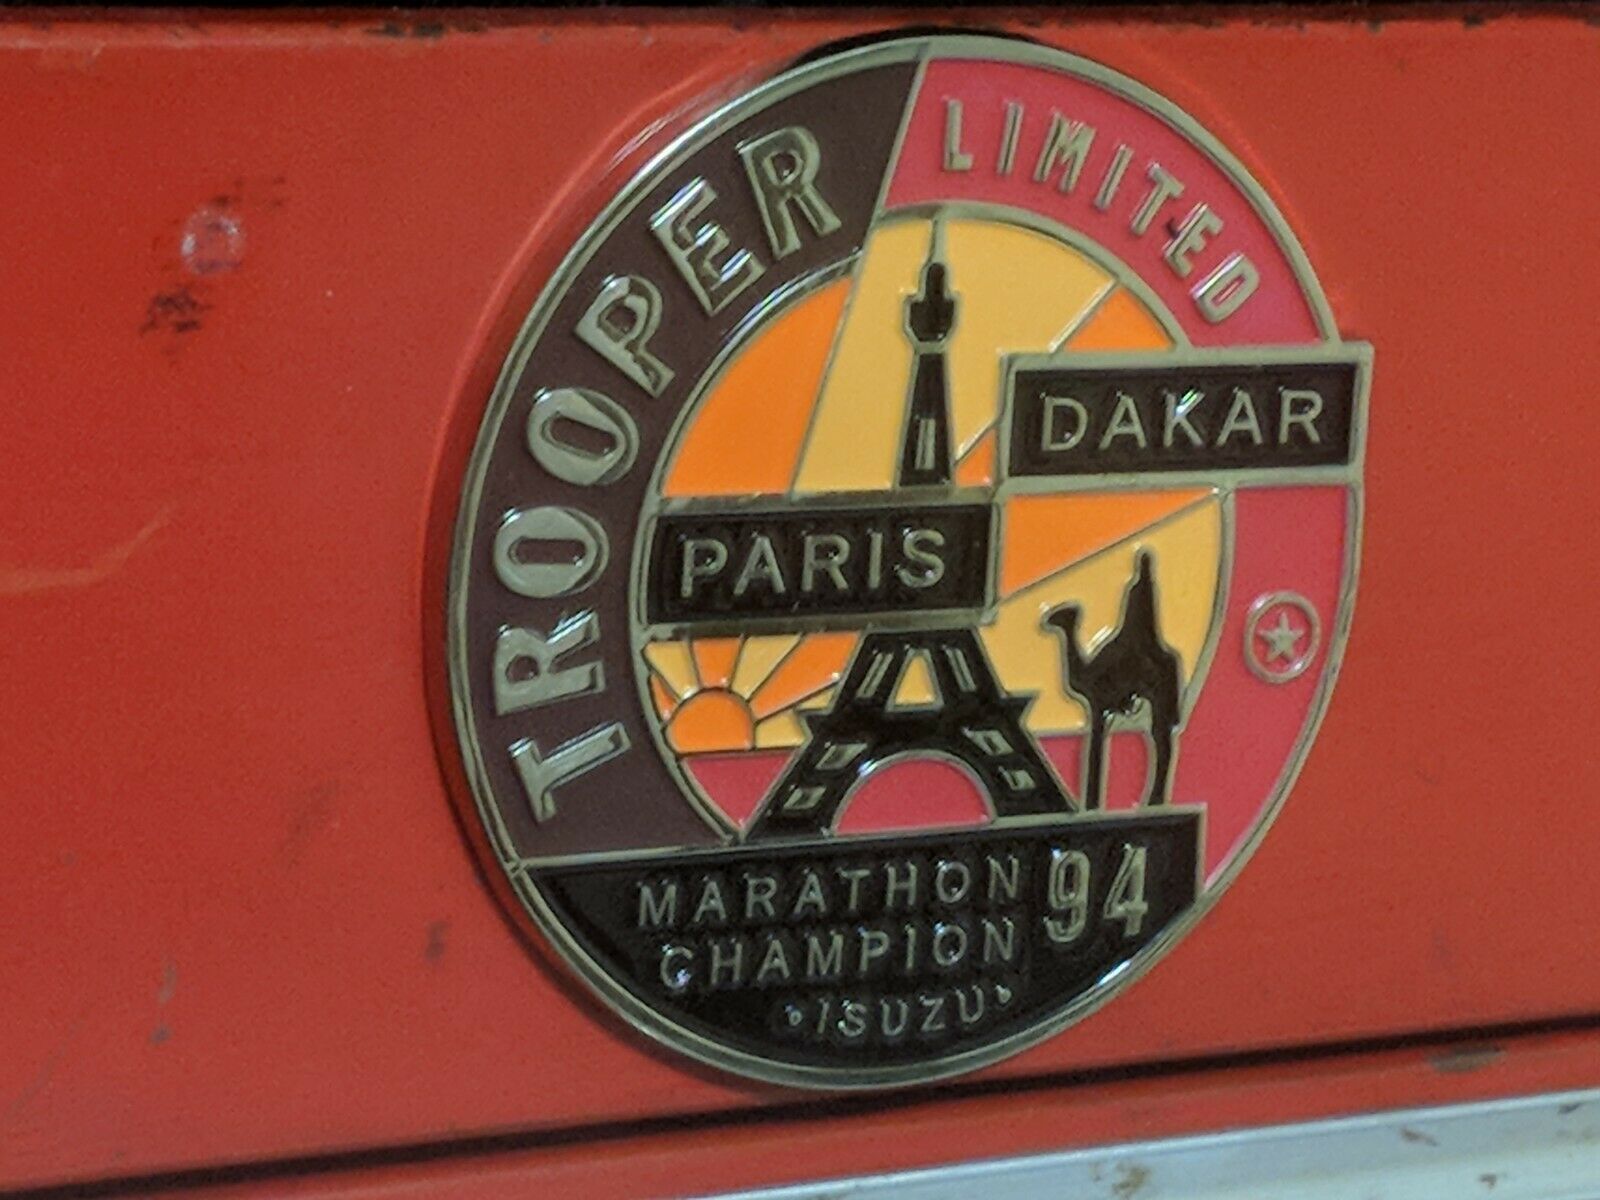 TROOPER
LIMITED
DAKAR
PARIS
MARATHON
CHAMPION
94
ISUZU